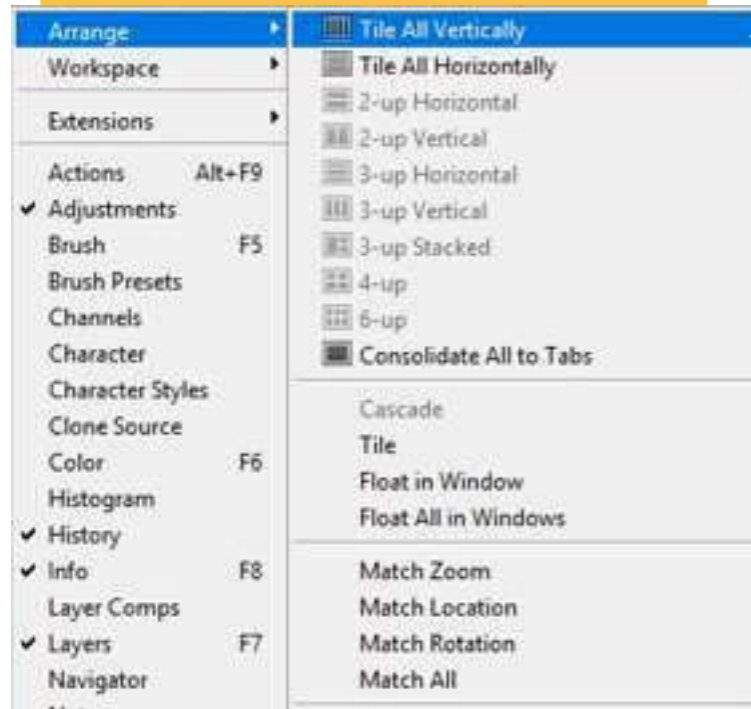 Arrange
Workspace
Extensions
Actions Alt+F9
Adjustments
Brush F5
Brush Presets
Channels
Character
Character Styles
Clone Source
Color F6
Histogram
History
Info F8
Layer Comps
Layers F7
Navigator
Tile All Vertically
Tile All Horizontally
2-up Horizontal
2-up Vertical
3-up Horizontal
3-up Vertical
3-up Stacked
4-up
6-up
Consolidate All to Tabs
Cascade
Tile
Float in Window
Float All in Windows
Match Zoom
Match Location
Match Rotation
Match All